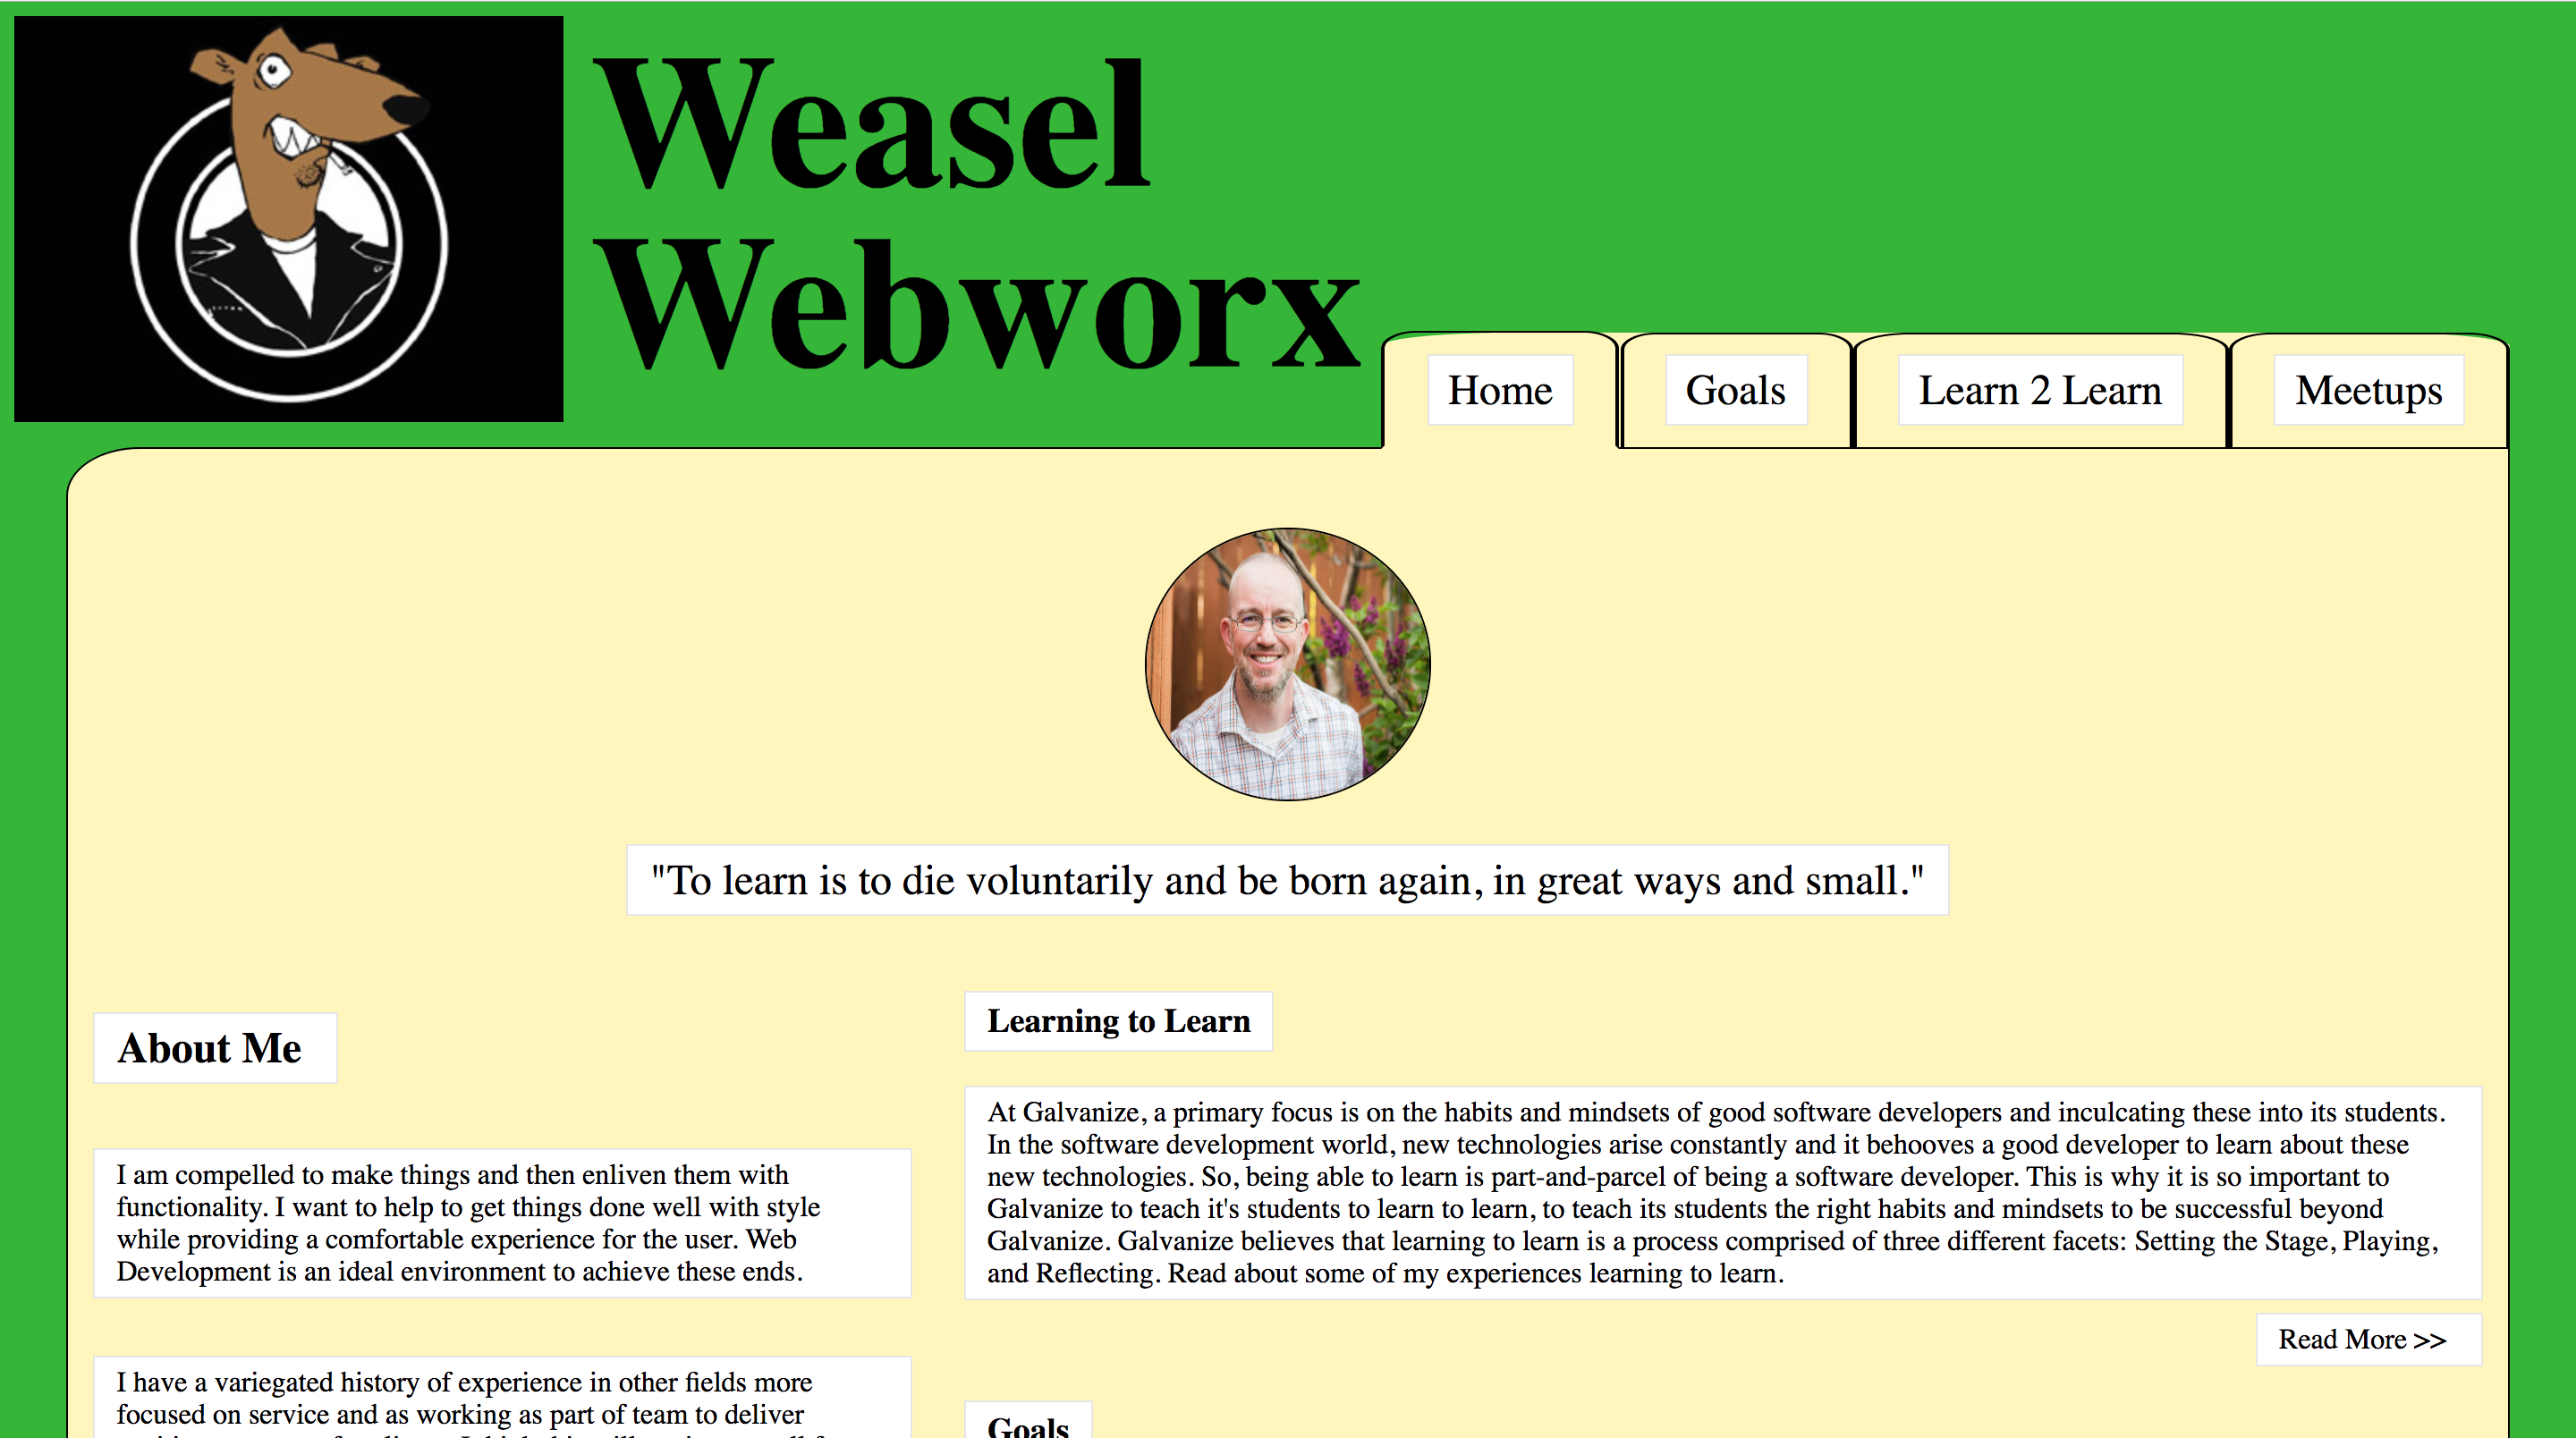 Weasel
Webworx
Home
Goals
Learn 2 Learn
Meetups
"To learn is to die voluntarily and be born again, in great ways and small."
About Me
I am compelled to make things and then enliven them with
functionality. I want to help to get things done well with style
while providing a comfortable experience for the user. Web
Development is an ideal environment to achieve these ends.
I have a variegated history of experience in other fields more
focused on service and as working as part of team to deliver
Learning to Learn
At Galvanize, a primary focus is on the habits and mindsets of good software developers and inculcating these into its students.
In the software development world, new technologies arise constantly and it behooves a good developer to learn about these
new technologies. So, being able to learn is part-and-parcel of being a software developer. This is why it is so important to
Galvanize to teach it's students to learn to learn, to teach its students the right habits and mindsets to be successful beyond
Galvanize. Galvanize believes that learning to learn is a process comprised of three different facets: Setting the Stage, Playing,
and Reflecting. Read about some of my experiences learning to learn.
Read More >>
Goals